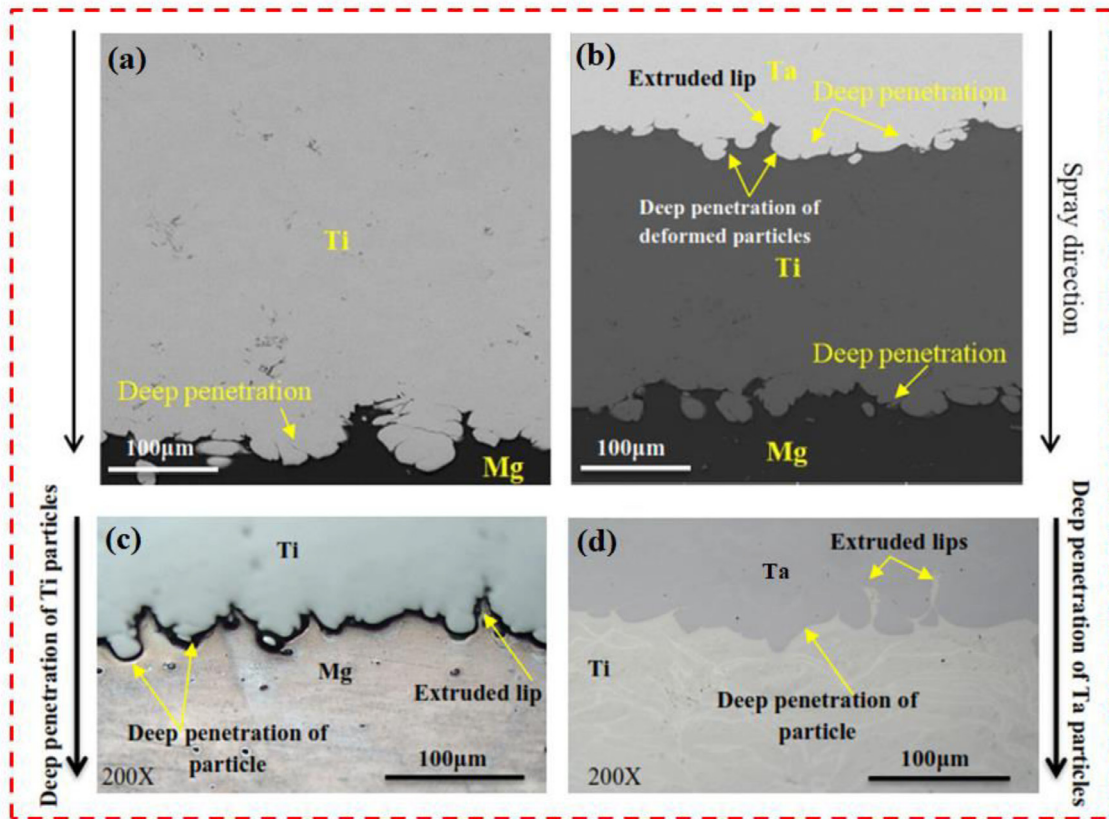 (a)
Ti
Deep penetration
100μm
Mg
(b)
Ta
Extruded lip
Deep penetration
Deep penetration of
deformed particles
Ti
Deep penetration
100μm
Mg
Spray direction
Deep penetration of Ti particles
(c)
Ti
Mg
Extruded lip
Deep penetration of
particle
100μm
200X
(d)
Extruded lips
Ta
Ti
Deep penetration of
particle
100μm
200X
Deep penetration of Ta particles